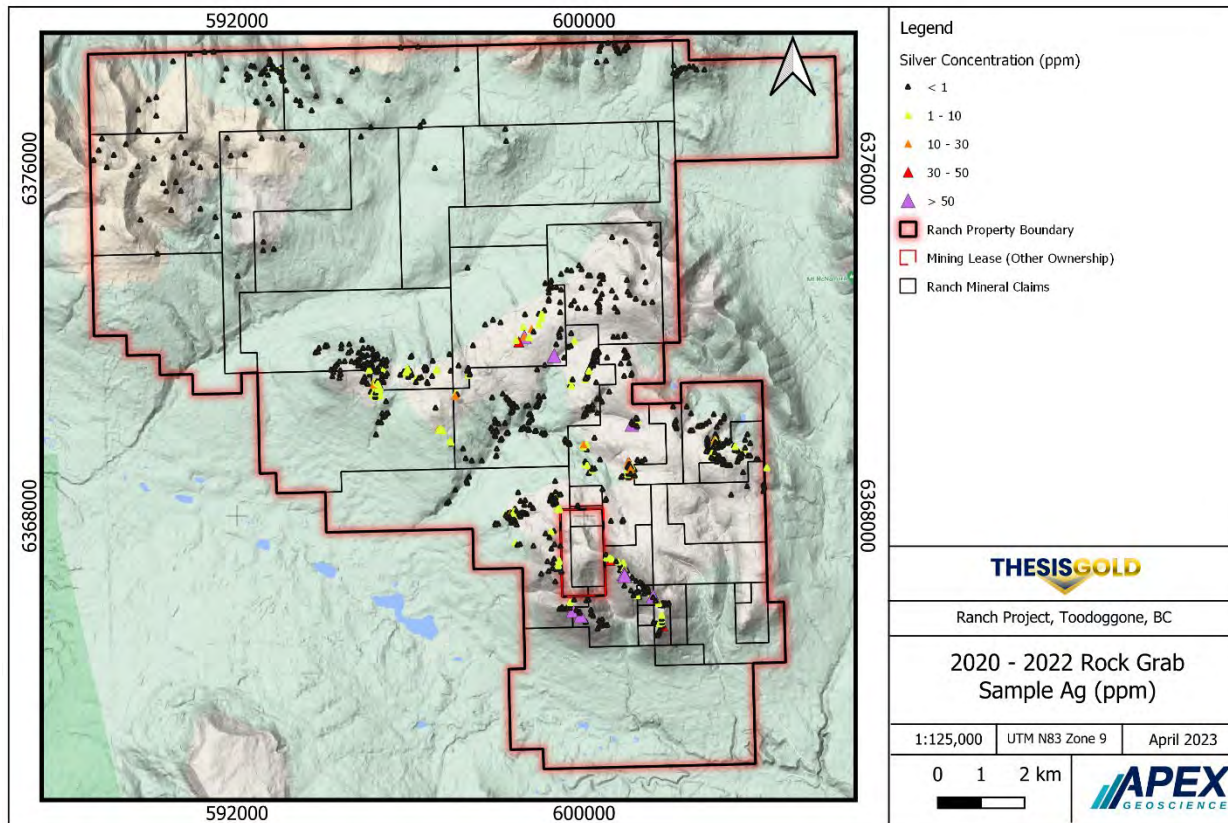 592000
600000
6376000
6376000
6368000
6368000
592000
600000
Legend
Silver Concentration (ppm)
< 1
1 - 10
10 - 30
30 - 50
> 50
Ranch Property Boundary
Mining Lease (Other Ownership)
Ranch Mineral Claims
THESISGOLD
Ranch Project, Toodoggone, BC
2020 - 2022 Rock Grab
Sample Ag (ppm)
1:125,000
UTM N83 Zone 9
April 2023
0 1 2 km
APEX
GEOSCIENCE